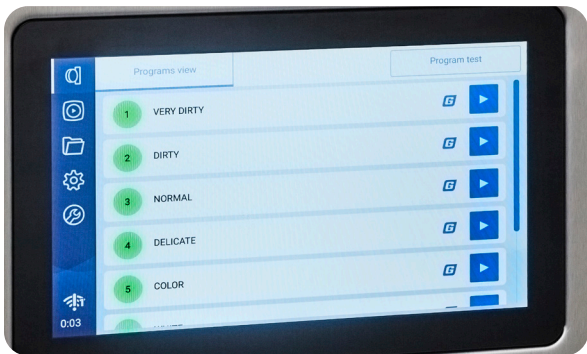 Programs view
Program test
1 VERY DIRTY G
2 DIRTY G
3 NORMAL G
4 DELICATE G
5 COLOR G
0:03